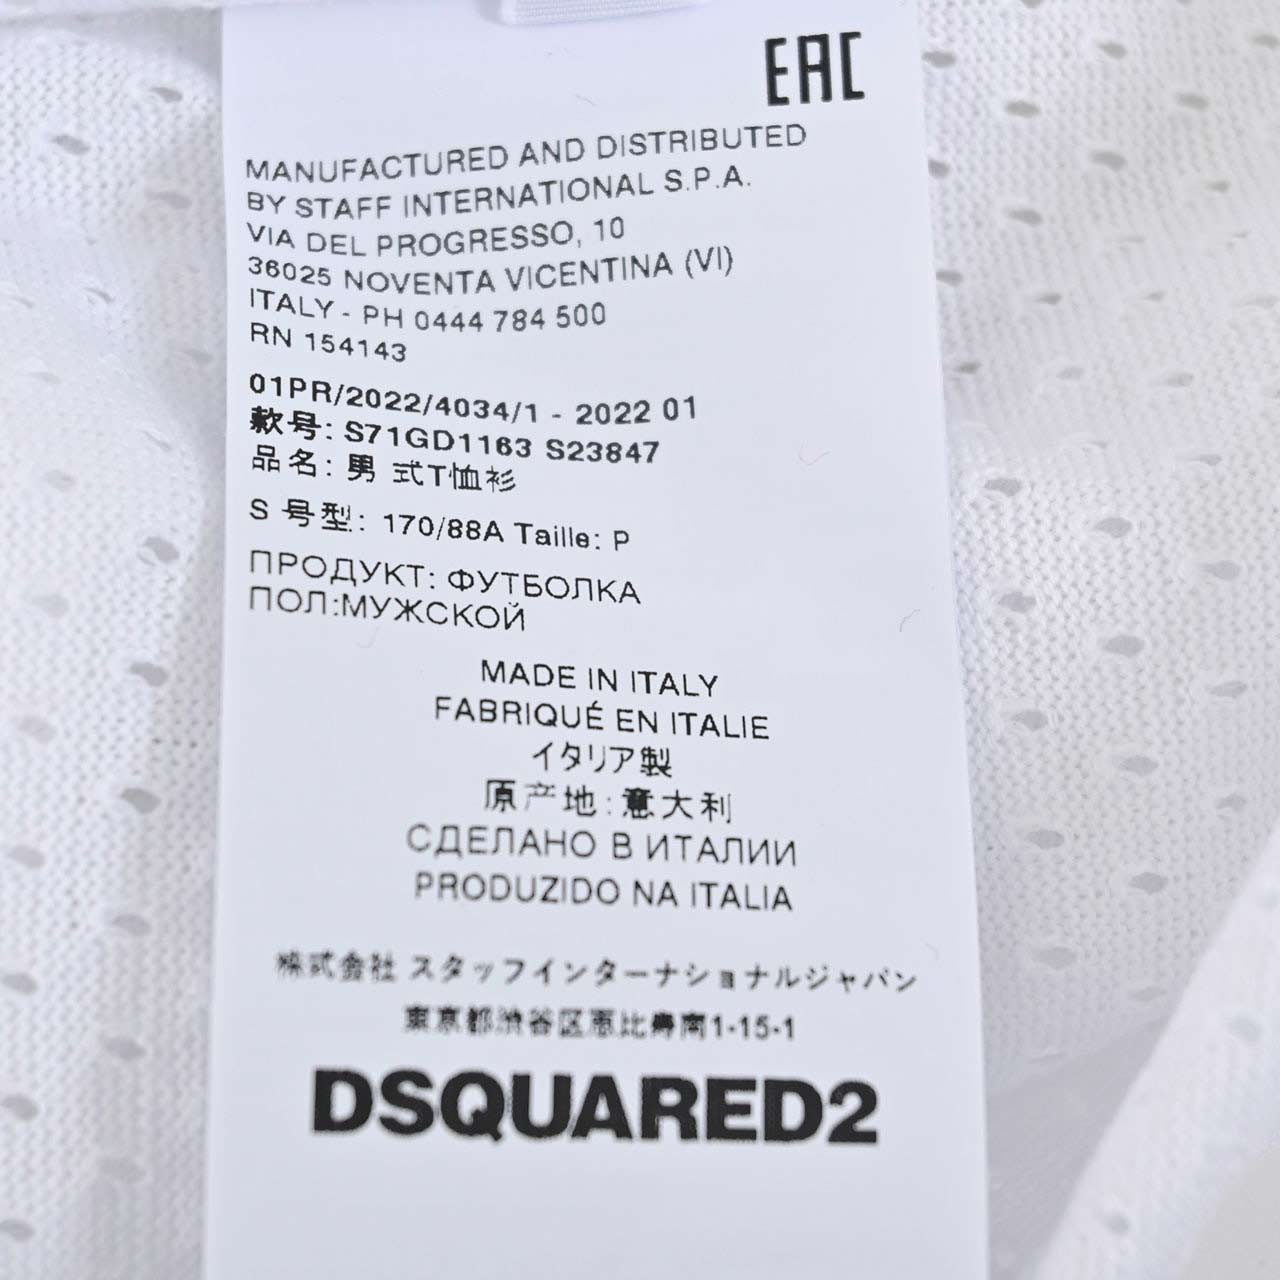 EAC
MANUFACTURED AND DISTRIBUTED
BY STAFF INTERNATIONAL S.P.A.
VIA DEL PROGRESSO, 10
36025 NOVENTA VICENTINA (VI)
ITALY - PH 0444 784 500
RN 154143
01PR/2022/4034/1 - 2022 01
款号: S71GD1163 S23847
品名: 男 式T恤衫
S 号型: 170/88A Taille: P
ПРОДУКТ: ФУТБОЛКА
ПОЛ:МУЖСКОЙ
MADE IN ITALY
FABRIQUÉ EN ITALIE
イタリア製
原产地:意大利
СДЕЛАНО В ИТАЛИИ
PRODUZIDO NA ITALIA
株式会社 スタッフインターナショナルジャパン
東京都渋谷区恵比寿南1-15-1
DSQUARED2